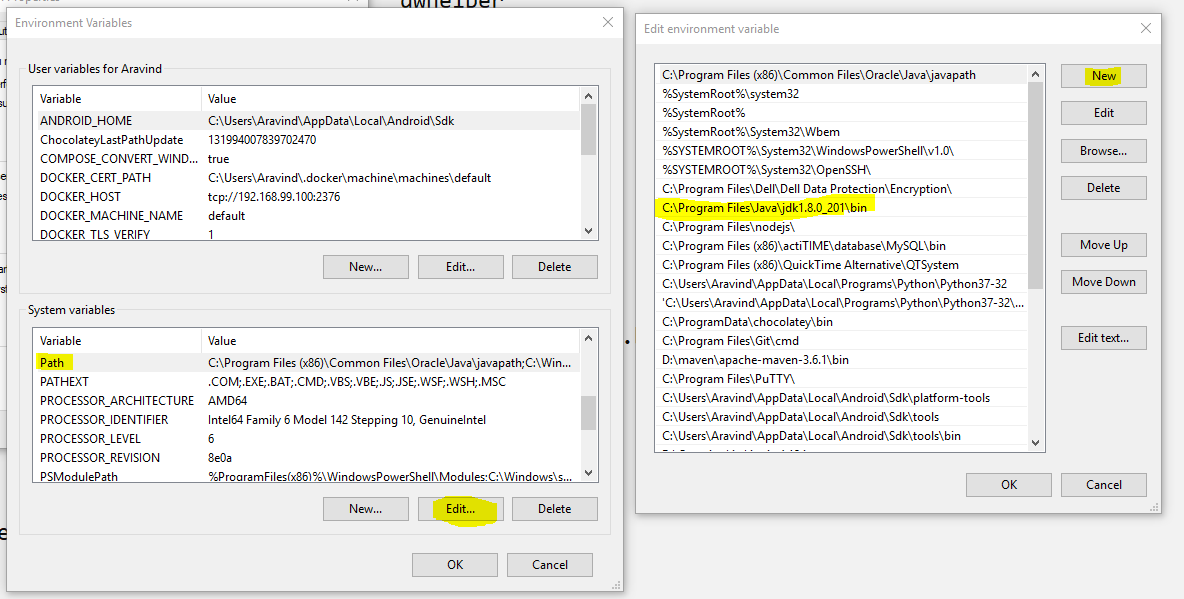 qwhelber
Environment Variables
User variables for Aravind
Variable Value
ANDROID_HOME C:\Users\Aravind\AppData\Local\Android\Sdk
ChocolateyLastPathUpdate 131994007839702470
COMPOSE_CONVERT_WIND... true
DOCKER_CERT_PATH C:\Users\Aravind\.docker\machine\machines\default
DOCKER_HOST tcp://192.168.99.100:2376
DOCKER_MACHINE_NAME default
DOCKER_TLS_VERIFY 1
New... Edit... Delete
System variables
Variable Value
Path C:\Program Files (x86)\Common Files\Oracle\Java\javapath;C:\Win...
PATHEXT .COM;.EXE;.BAT;.CMD;.VBS;.VBE;.JS;.JSE;.WSF;.WSH;.MSC
PROCESSOR_ARCHITECTURE AMD64
PROCESSOR_IDENTIFIER Intel64 Family 6 Model 142 Stepping 10, GenuineIntel
PROCESSOR_LEVEL 6
PROCESSOR_REVISION 8e0a
PSModulePath %ProgramFiles(x86)%\WindowsPowerShell\Modules;C:\Windows\s...
New... Edit... Delete
OK Cancel
Edit environment variable
C:\Program Files (x86)\Common Files\Oracle\Java\javapath
%SystemRoot%\system32
%SystemRoot%
%SystemRoot%\System32\Wbem
%SYSTEMROOT%\System32\WindowsPowerShell\v1.0\
%SYSTEMROOT%\System32\OpenSSH\
C:\Program Files\Dell\Dell Data Protection\Encryption\
C:\Program Files\Java\jdk1.8.0_201\bin
C:\Program Files\nodejs\
C:\Program Files (x86)\actiTIME\database\MySQL\bin
C:\Program Files (x86)\QuickTime Alternative\QTSystem
C:\Users\Aravind\AppData\Local\Programs\Python\Python37-32
'C:\Users\Aravind\AppData\Local\Programs\Python\Python37-32\...
C:\ProgramData\chocolatey\bin
C:\Program Files\Git\cmd
D:\maven\apache-maven-3.6.1\bin
C:\Program Files\PuTTY\
C:\Users\Aravind\AppData\Local\Android\Sdk\platform-tools
C:\Users\Aravind\AppData\Local\Android\Sdk\tools
C:\Users\Aravind\AppData\Local\Android\Sdk\tools\bin
New
Edit
Browse...
Delete
Move Up
Move Down
Edit text...
OK Cancel